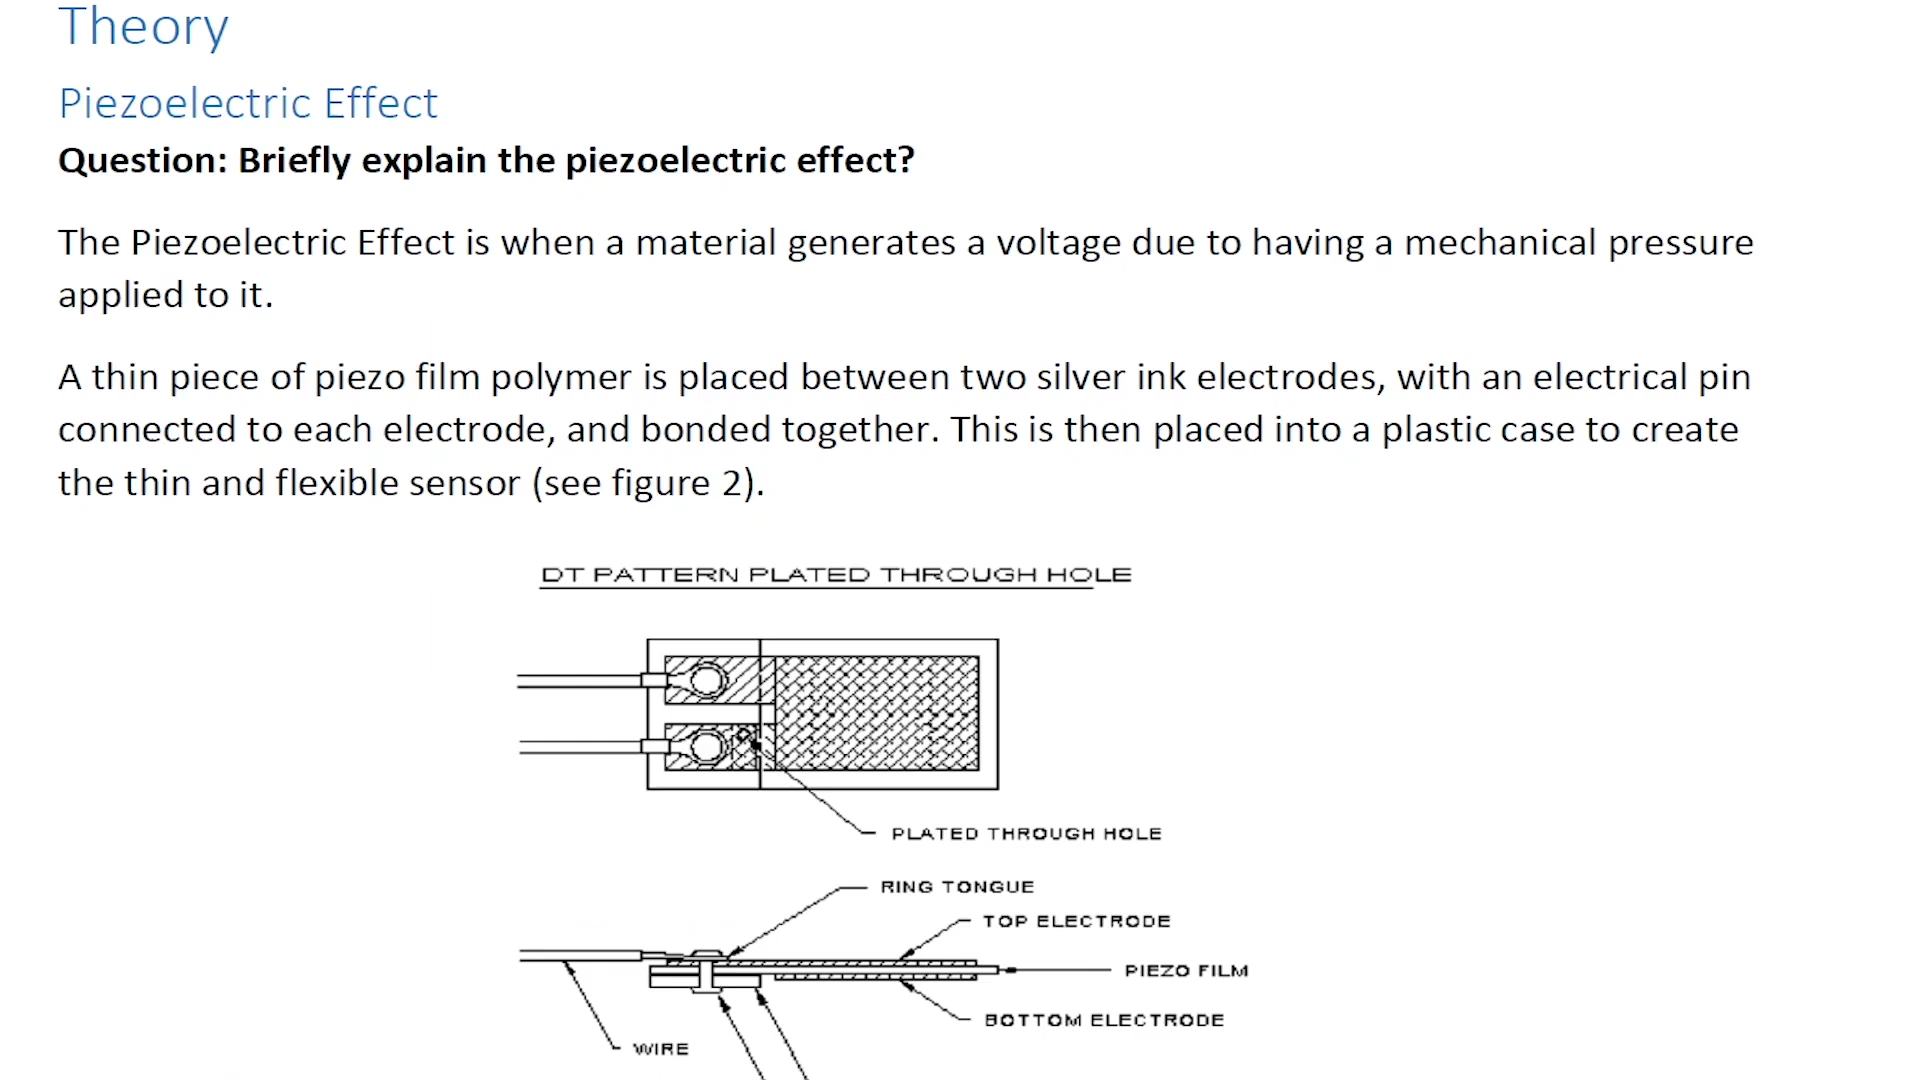 Theory
Piezoelectric Effect
Question: Briefly explain the piezoelectric effect?
The Piezoelectric Effect is when a material generates a voltage due to having a mechanical pressure
applied to it.
A thin piece of piezo film polymer is placed between two silver ink electrodes, with an electrical pin
connected to each electrode, and bonded together. This is then placed into a plastic case to create
the thin and flexible sensor (see figure 2).
DT PATTERN PLATED THROUGH HOLE
PLATED THROUGH HOLE
RING TONGUE
TOP ELECTRODE
PIEZO FILM
BOTTOM ELECTRODE
WIRE